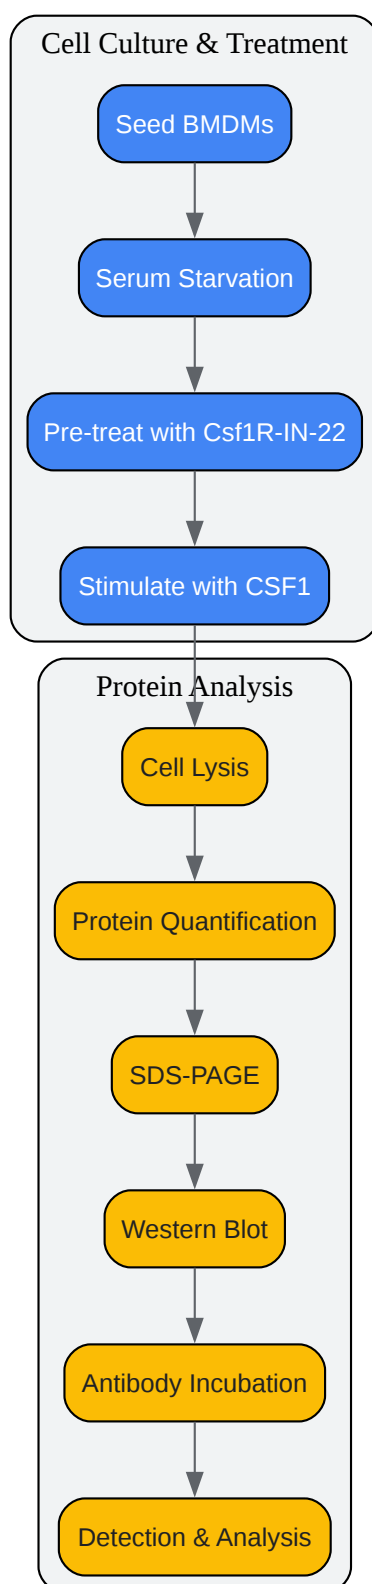 Cell Culture & Treatment
Seed BMDMs
Serum Starvation
Pre-treat with Csf1R-IN-22
Stimulate with CSF1
Protein Analysis
Cell Lysis
Protein Quantification
SDS-PAGE
Western Blot
Antibody Incubation
Detection & Analysis